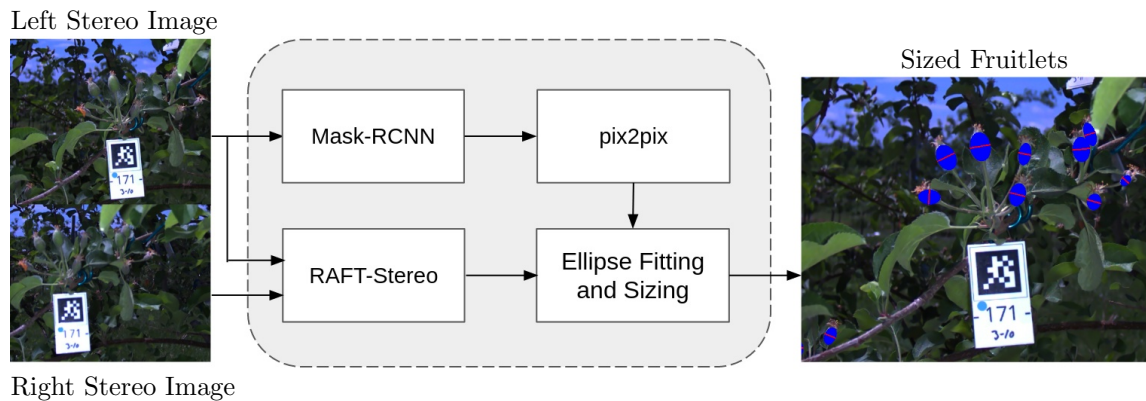 Left Stereo Image
171
3-10
171
3-10
Right Stereo Image
Mask-RCNN
pix2pix
RAFT-Stereo
Ellipse Fitting
and Sizing
Sized Fruitlets
171
3-10